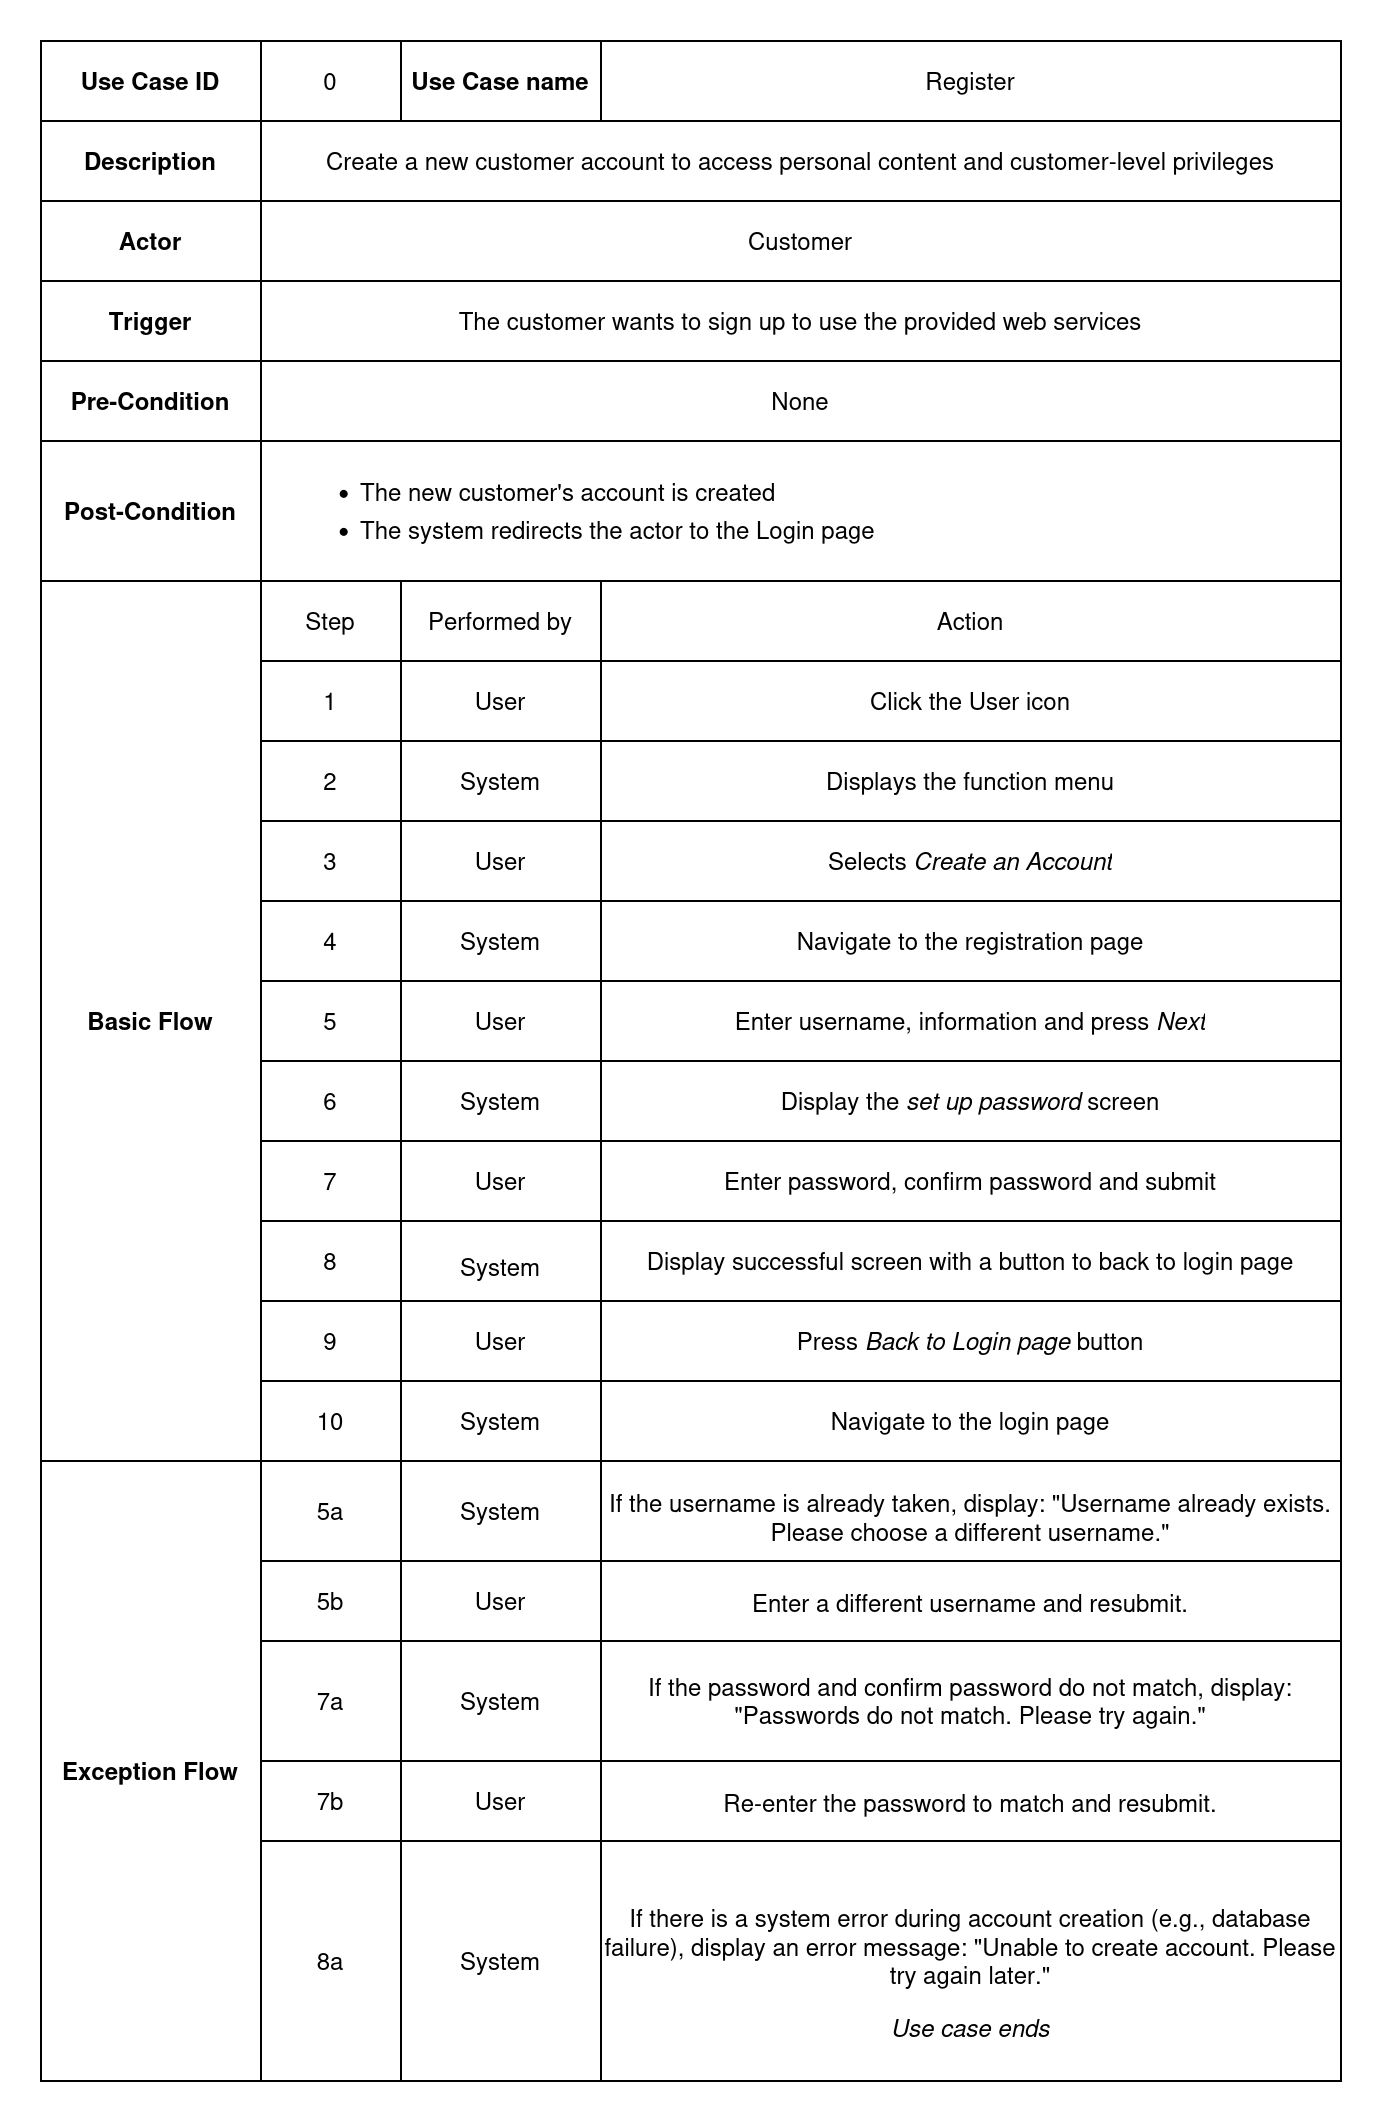 Use Case ID 0 Use Case name Register
Description Create a new customer account to access personal content and customer-level privileges
Actor Customer
Trigger The customer wants to sign up to use the provided web services
Pre-Condition None
Post-Condition
• The new customer's account is created
• The system redirects the actor to the Login page
Basic Flow
Step Performed by Action
1 User Click the User icon
2 System Displays the function menu
3 User Selects Create an Account
4 System Navigate to the registration page
5 User Enter username, information and press Next
6 System Display the set up password screen
7 User Enter password, confirm password and submit
8 System Display successful screen with a button to back to login page
9 User Press Back to Login page button
10 System Navigate to the login page
Exception Flow
5a System If the username is already taken, display: "Username already exists.
Please choose a different username."
5b User Enter a different username and resubmit.
7a System If the password and confirm password do not match, display:
"Passwords do not match. Please try again."
7b User Re-enter the password to match and resubmit.
8a System If there is a system error during account creation (e.g., database
failure), display an error message: "Unable to create account. Please
try again later."
Use case ends